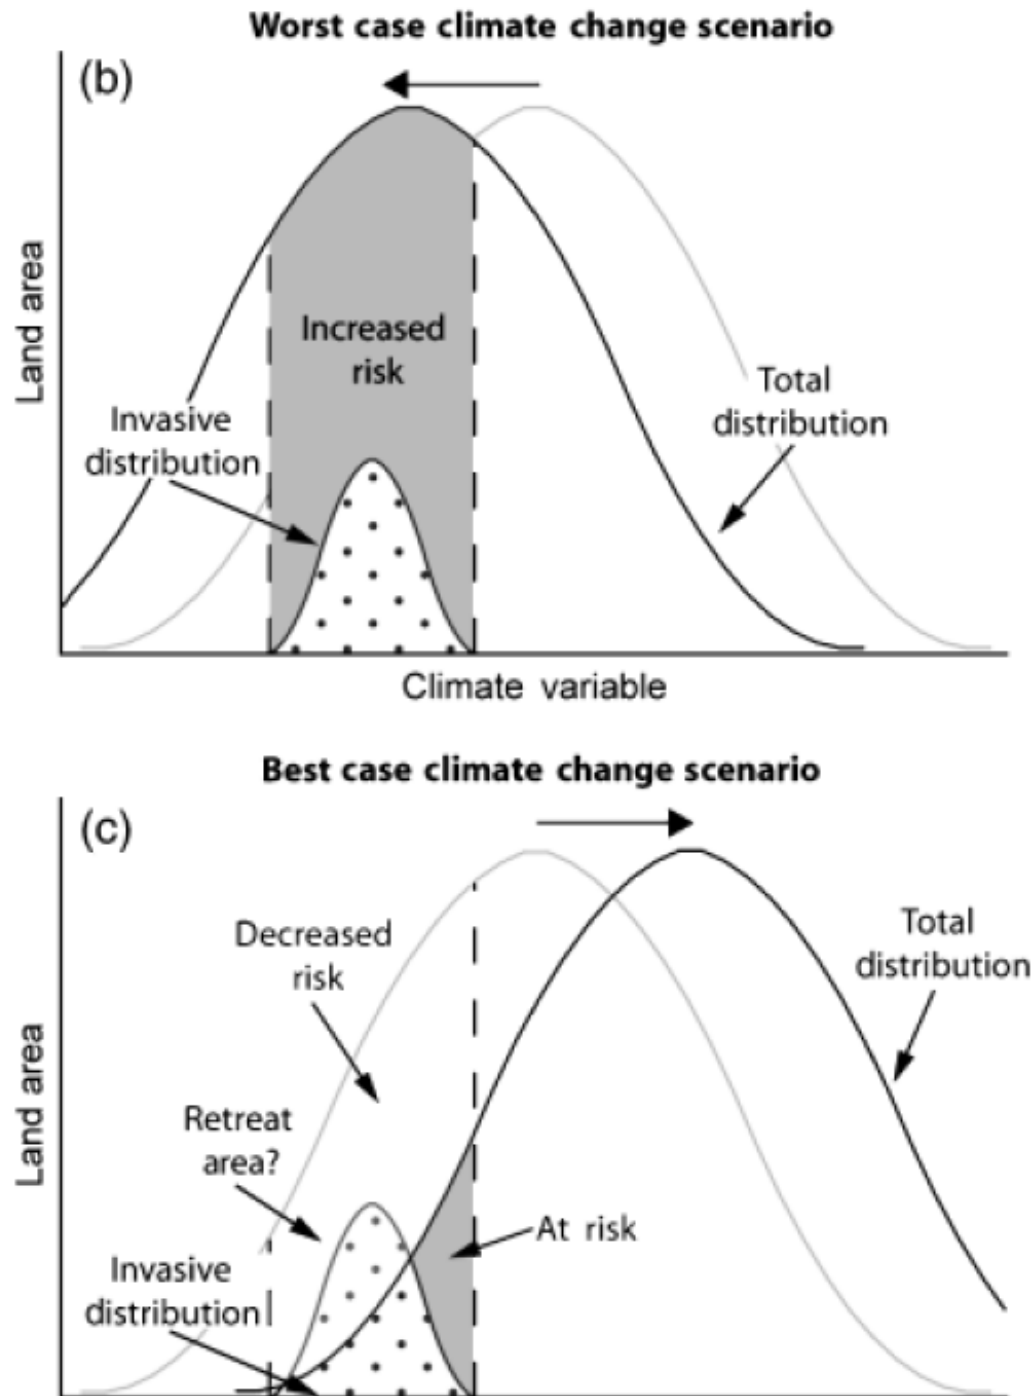 Worst case climate change scenario
(b)
Land area
Increased
risk
Invasive
distribution
Total
distribution
Climate variable
Best case climate change scenario
(c)
Land area
Decreased
risk
Total
distribution
Retreat
area?
At risk
Invasive
distribution